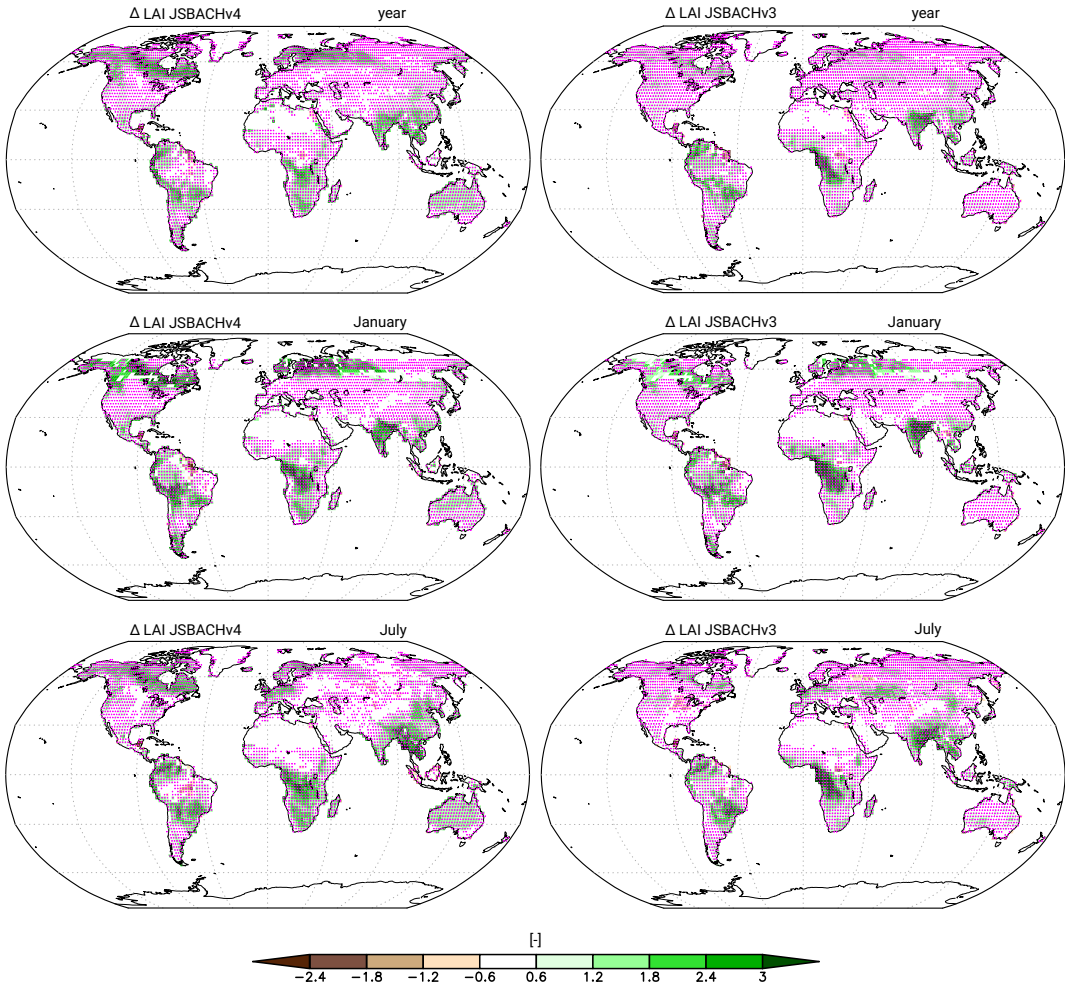 Δ LAI JSBACHv4 year
Δ LAI JSBACHv3 year
Δ LAI JSBACHv4 January
Δ LAI JSBACHv3 January
Δ LAI JSBACHv4 July
Δ LAI JSBACHv3 July
[-]
−2.4 −1.8 −1.2 −0.6 0.6 1.2 1.8 2.4 3